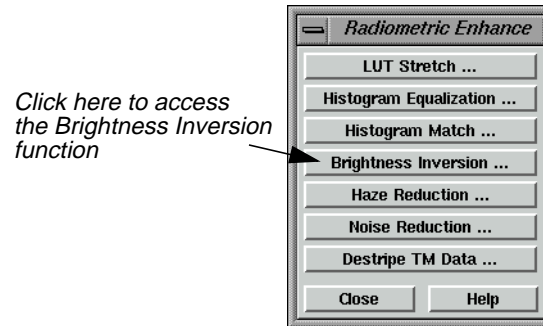 Radiometric Enhance
LUT Stretch ...
Histogram Equalization ...
Click here to access
the Brightness Inversion
function
Histogram Match ...
Brightness Inversion ...
Haze Reduction ...
Noise Reduction ...
Destripe TM Data ...
Close
Help